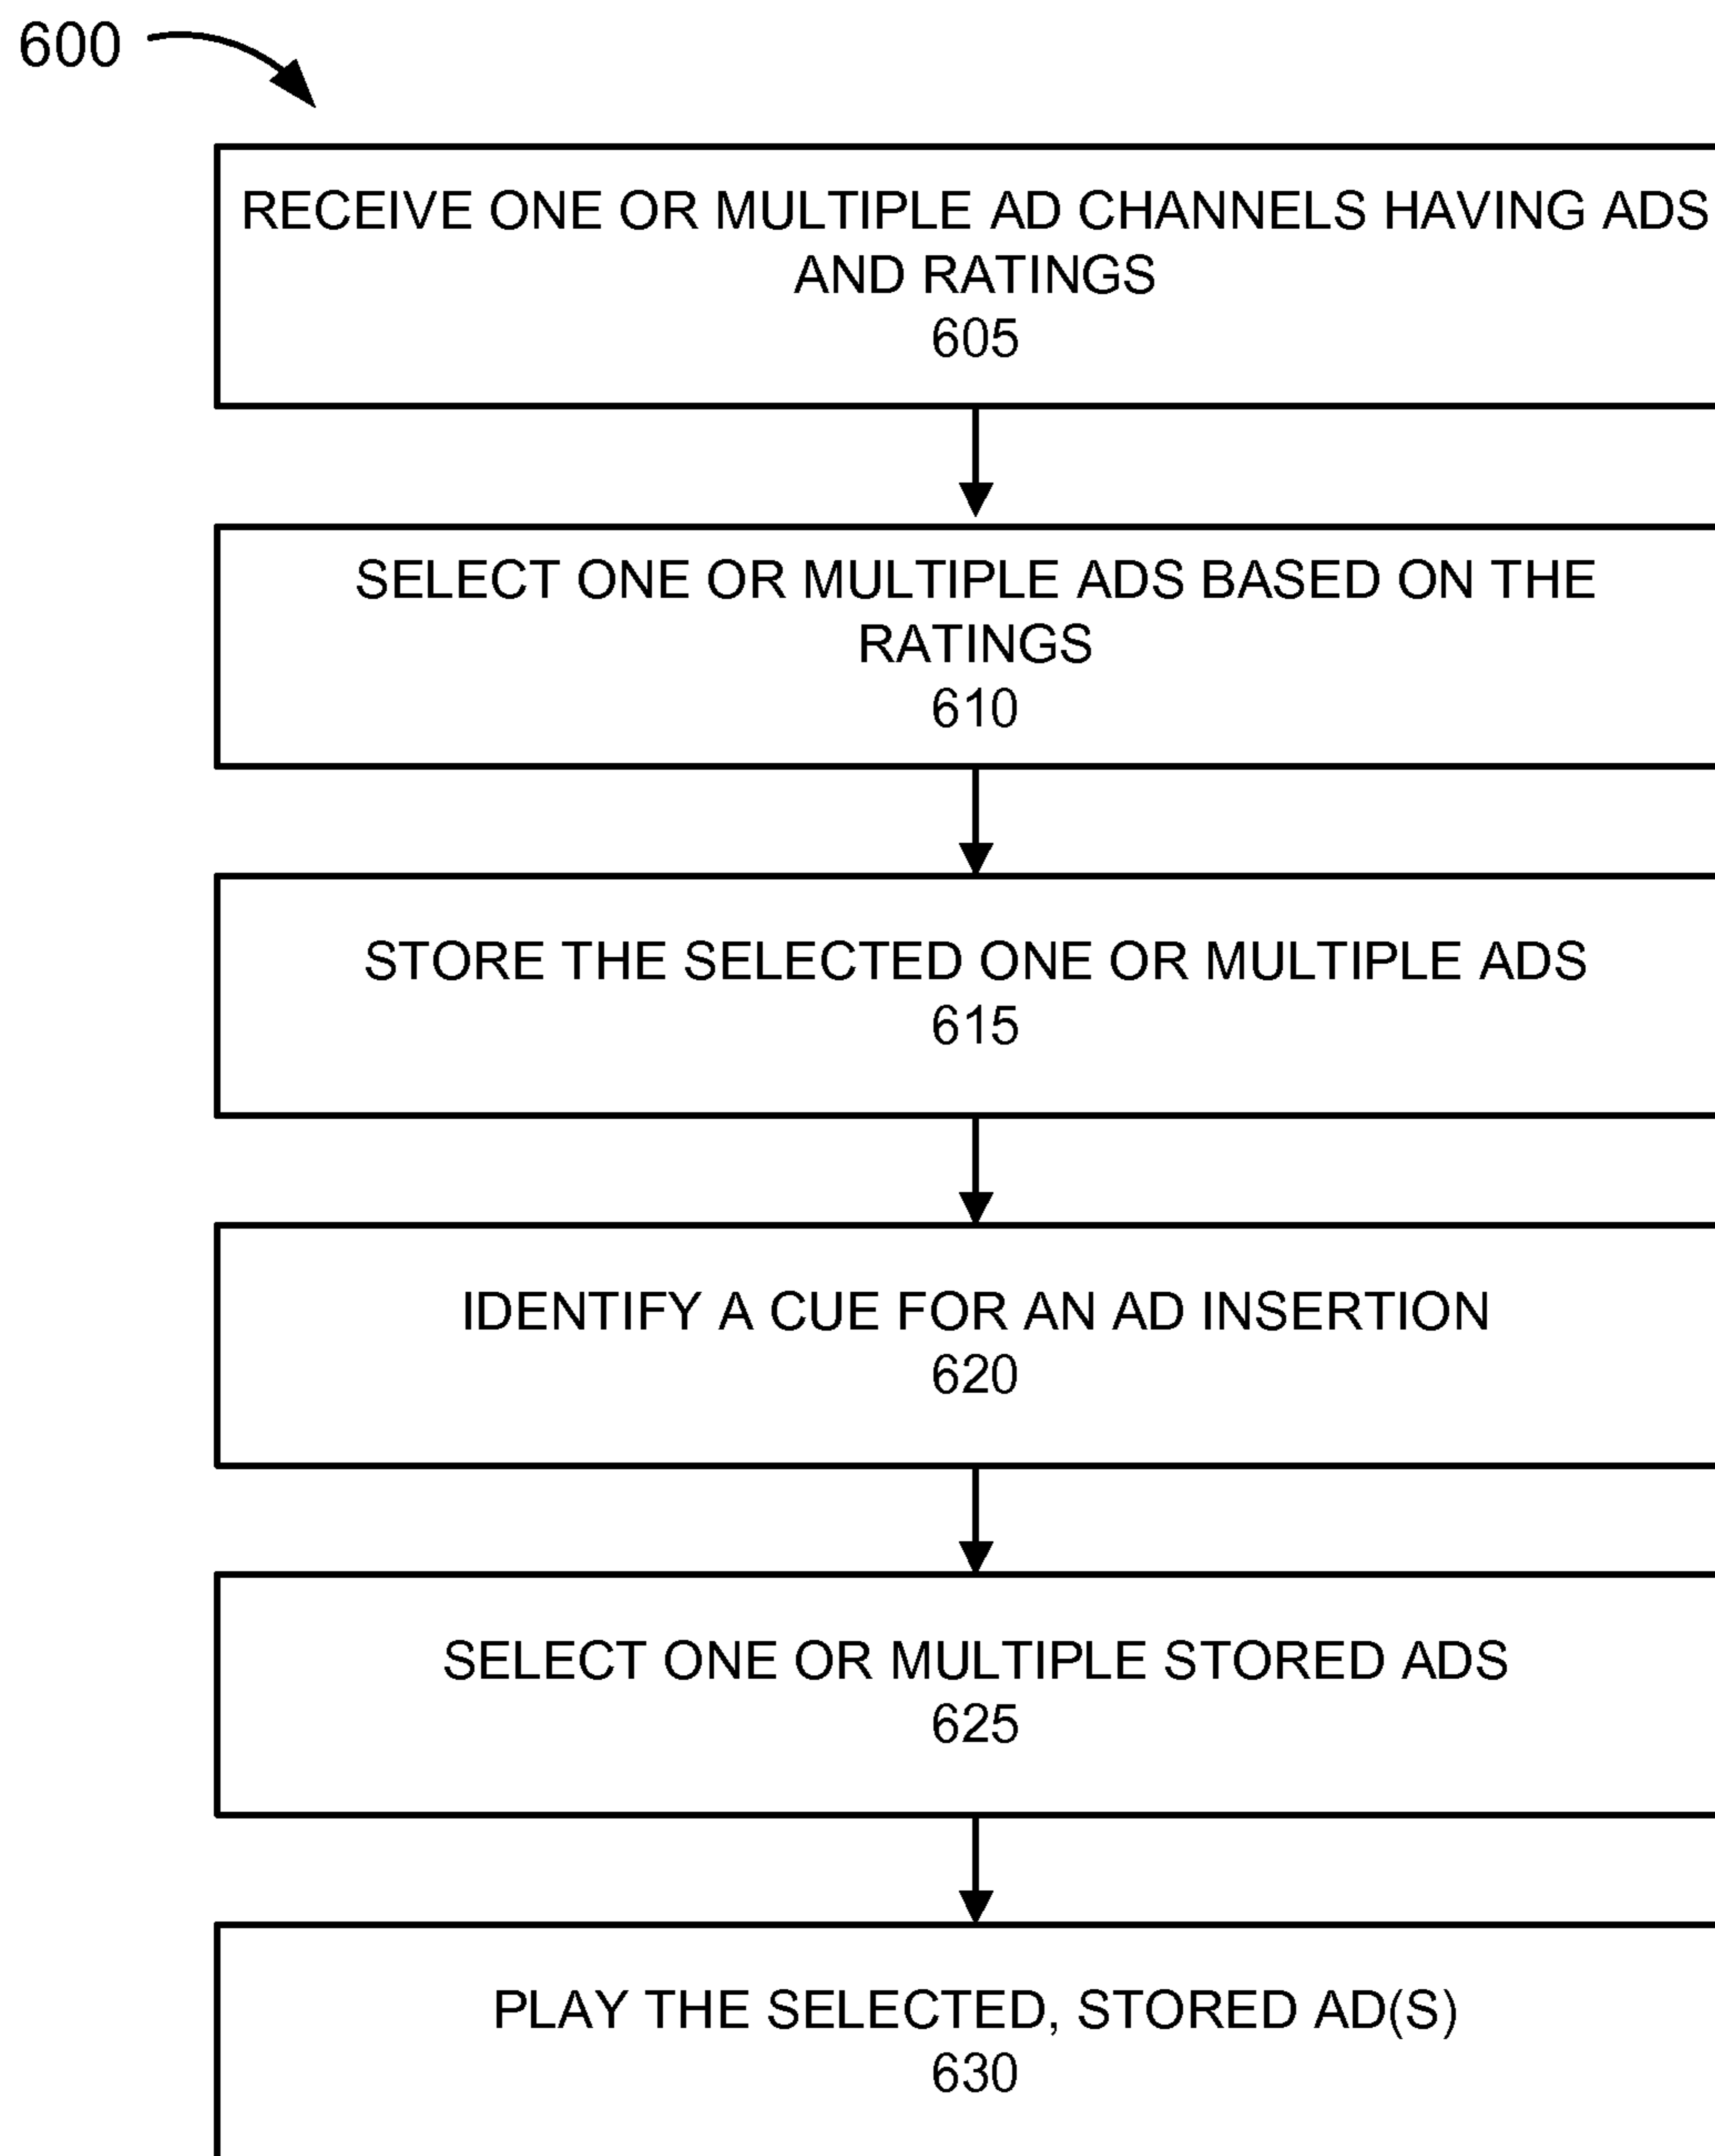 600
RECEIVE ONE OR MULTIPLE AD CHANNELS HAVING ADS
AND RATINGS
605
SELECT ONE OR MULTIPLE ADS BASED ON THE
RATINGS
610
STORE THE SELECTED ONE OR MULTIPLE ADS
615
IDENTIFY A CUE FOR AN AD INSERTION
620
SELECT ONE OR MULTIPLE STORED ADS
625
PLAY THE SELECTED, STORED AD(S)
630